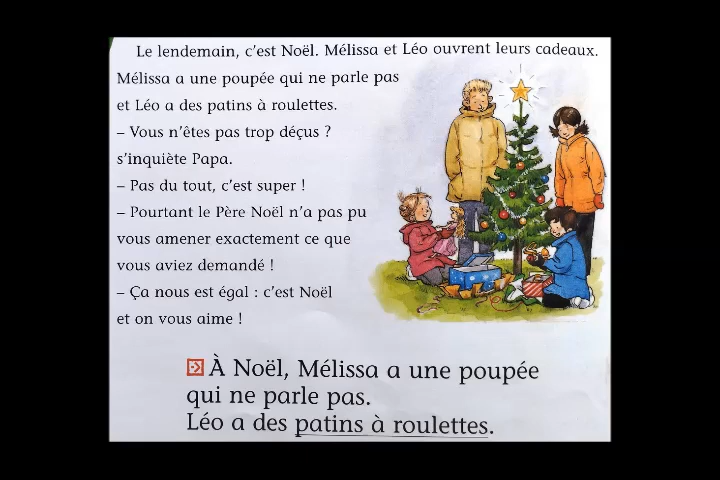 Le lendemain, c'est Noël. Mélissa et Léo ouvrent leurs cadeaux.
Mélissa a une poupée qui ne parle pas
et Léo a des patins à roulettes.
– Vous n'êtes pas trop déçus ?
s'inquiète Papa.
– Pas du tout, c'est super !
– Pourtant le Père Noël n'a pas pu
vous amener exactement ce que
vous aviez demandé !
– Ça nous est égal : c'est Noël
et on vous aime !
À Noël, Mélissa a une poupée
qui ne parle pas.
Léo a des patins à roulettes.